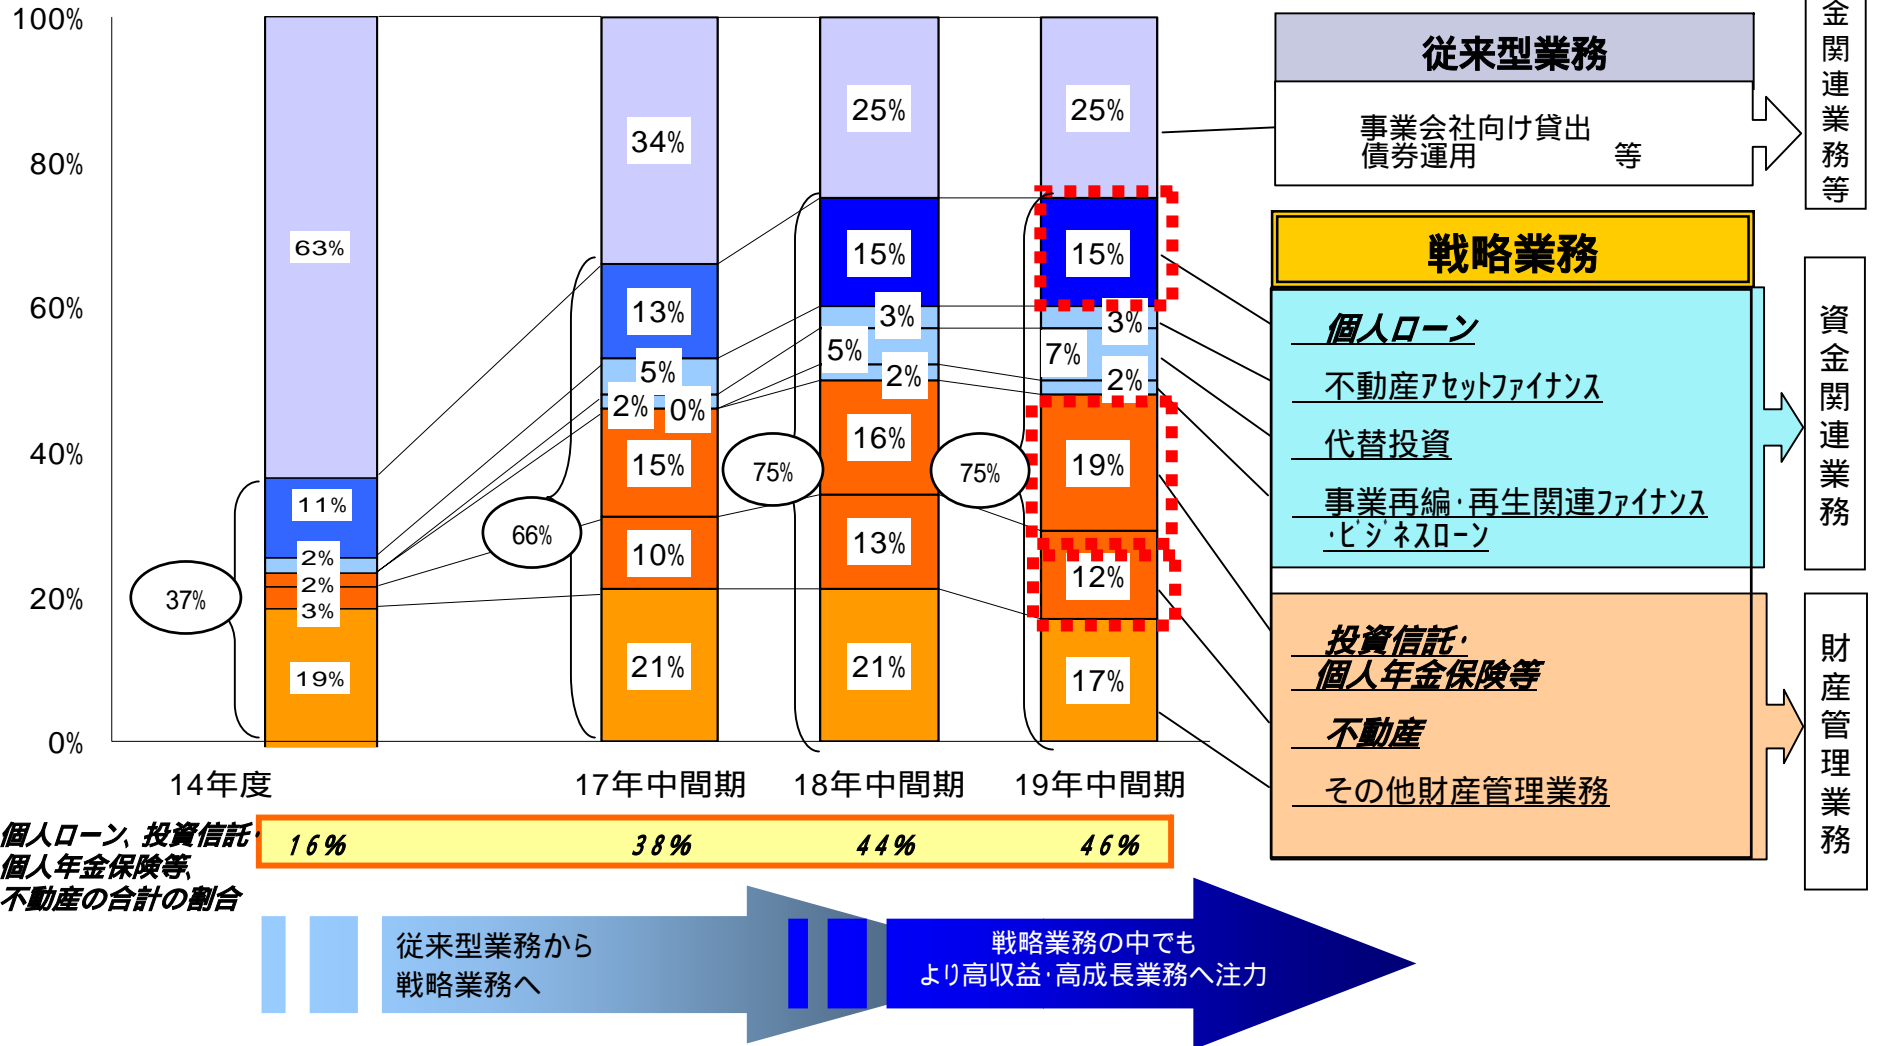 100%
80%
60%
40%
20%
0%
63%
11%
2%
2%
3%
19%
37%
34%
13%
5%
2%
0%
15%
10%
21%
66%
25%
15%
3%
5%
2%
16%
13%
21%
75%
25%
15%
3%
7%
2%
19%
12%
17%
75%
14年度
17年中間期
18年中間期
19年中間期
従来型業務
事業会社向け貸出
債券運用 等
金関連業務等
戦略業務
個人ローン
不動産アセットファイナンス
代替投資
事業再編・再生関連ファイナンス
・ビジネスローン
資金関連業務
投資信託・
個人年金保険等
不動産
その他財産管理業務
財産管理業務
個人ローン、投資信託・
個人年金保険等、
不動産の合計の割合
16%
38%
44%
46%
従来型業務から
戦略業務へ
戦略業務の中でも
より高収益・高成長業務へ注力